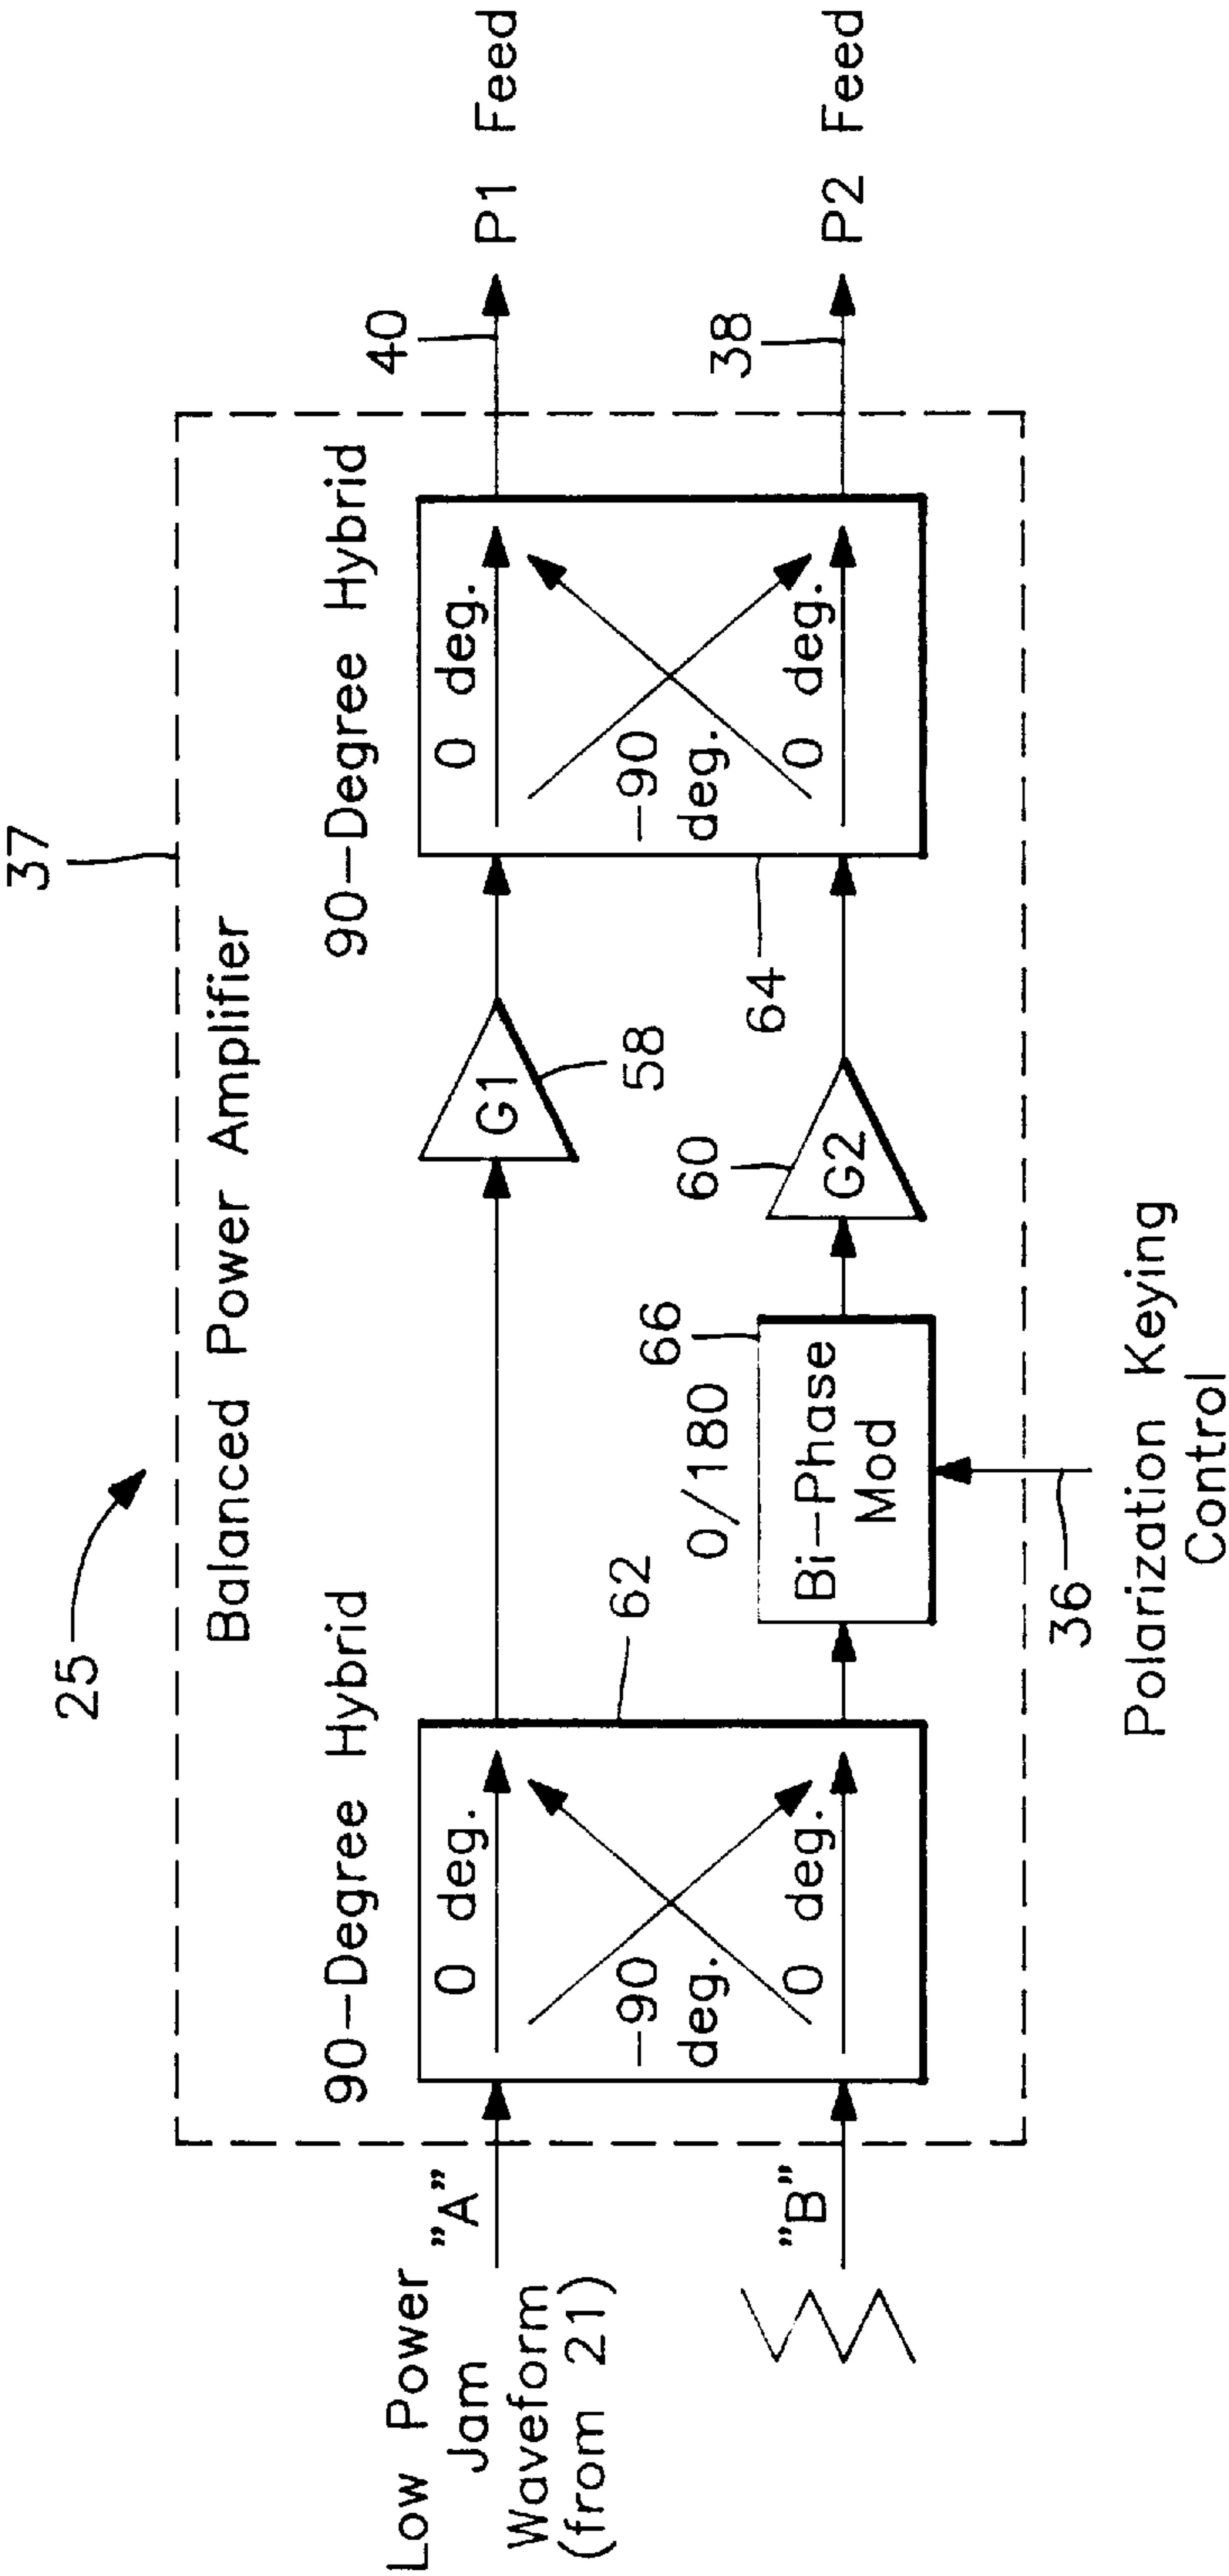 37
25
Balanced Power Amplifier
90-Degree Hybrid
90-Degree Hybrid
Low Power
Jam
Waveform
(from 21)
"A"
0 deg.
-90
deg.
0 deg.
62
G1
58
0 deg.
-90
deg.
0 deg.
64
40
P1 Feed
"B"
0/180
66
Bi-Phase
Mod
60
G2
38
P2 Feed
36
Polarization Keying
Control